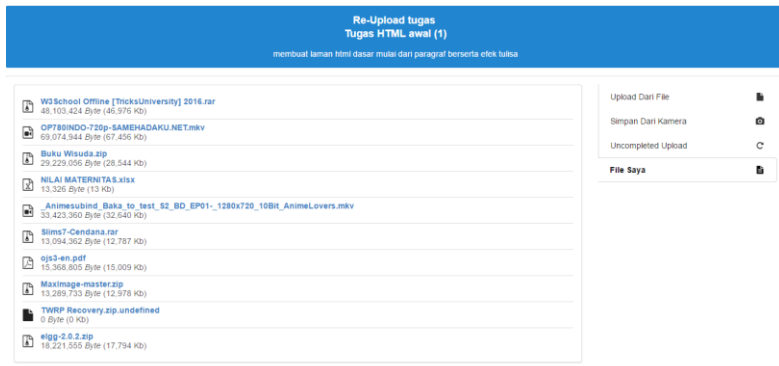 Re-Upload tugas
Tugas HTML awal (1)
membuat laman html dasar mulai dari paragraf berserta efek tulisa
W3School Offline [TricksUniversity] 2016.rar
48,103,424 Byte (46,976 Kb)
OP780INDO-720p-SAMEHADAKU.NET.mkv
69,074,944 Byte (67,456 Kb)
Buku Wisuda.zip
29,229,056 Byte (28,544 Kb)
NILAI MATERNITAS.xlsx
13,326 Byte (13 Kb)
_Animesubind_Baka_to_test_S2_BD_EP01-_1280x720_10Bit_AnimeLovers.mkv
33,423,360 Byte (32,640 Kb)
Slims7-Cendana.rar
13,094,362 Byte (12,787 Kb)
ojs3-en.pdf
15,368,805 Byte (15,009 Kb)
MaxImage-master.zip
13,289,733 Byte (12,978 Kb)
TWRP Recovery.zip.undefined
0 Byte (0 Kb)
elgg-2.0.2.zip
18,221,555 Byte (17,794 Kb)
Upload Dari File
Simpan Dari Kamera
Uncompleted Upload
File Saya